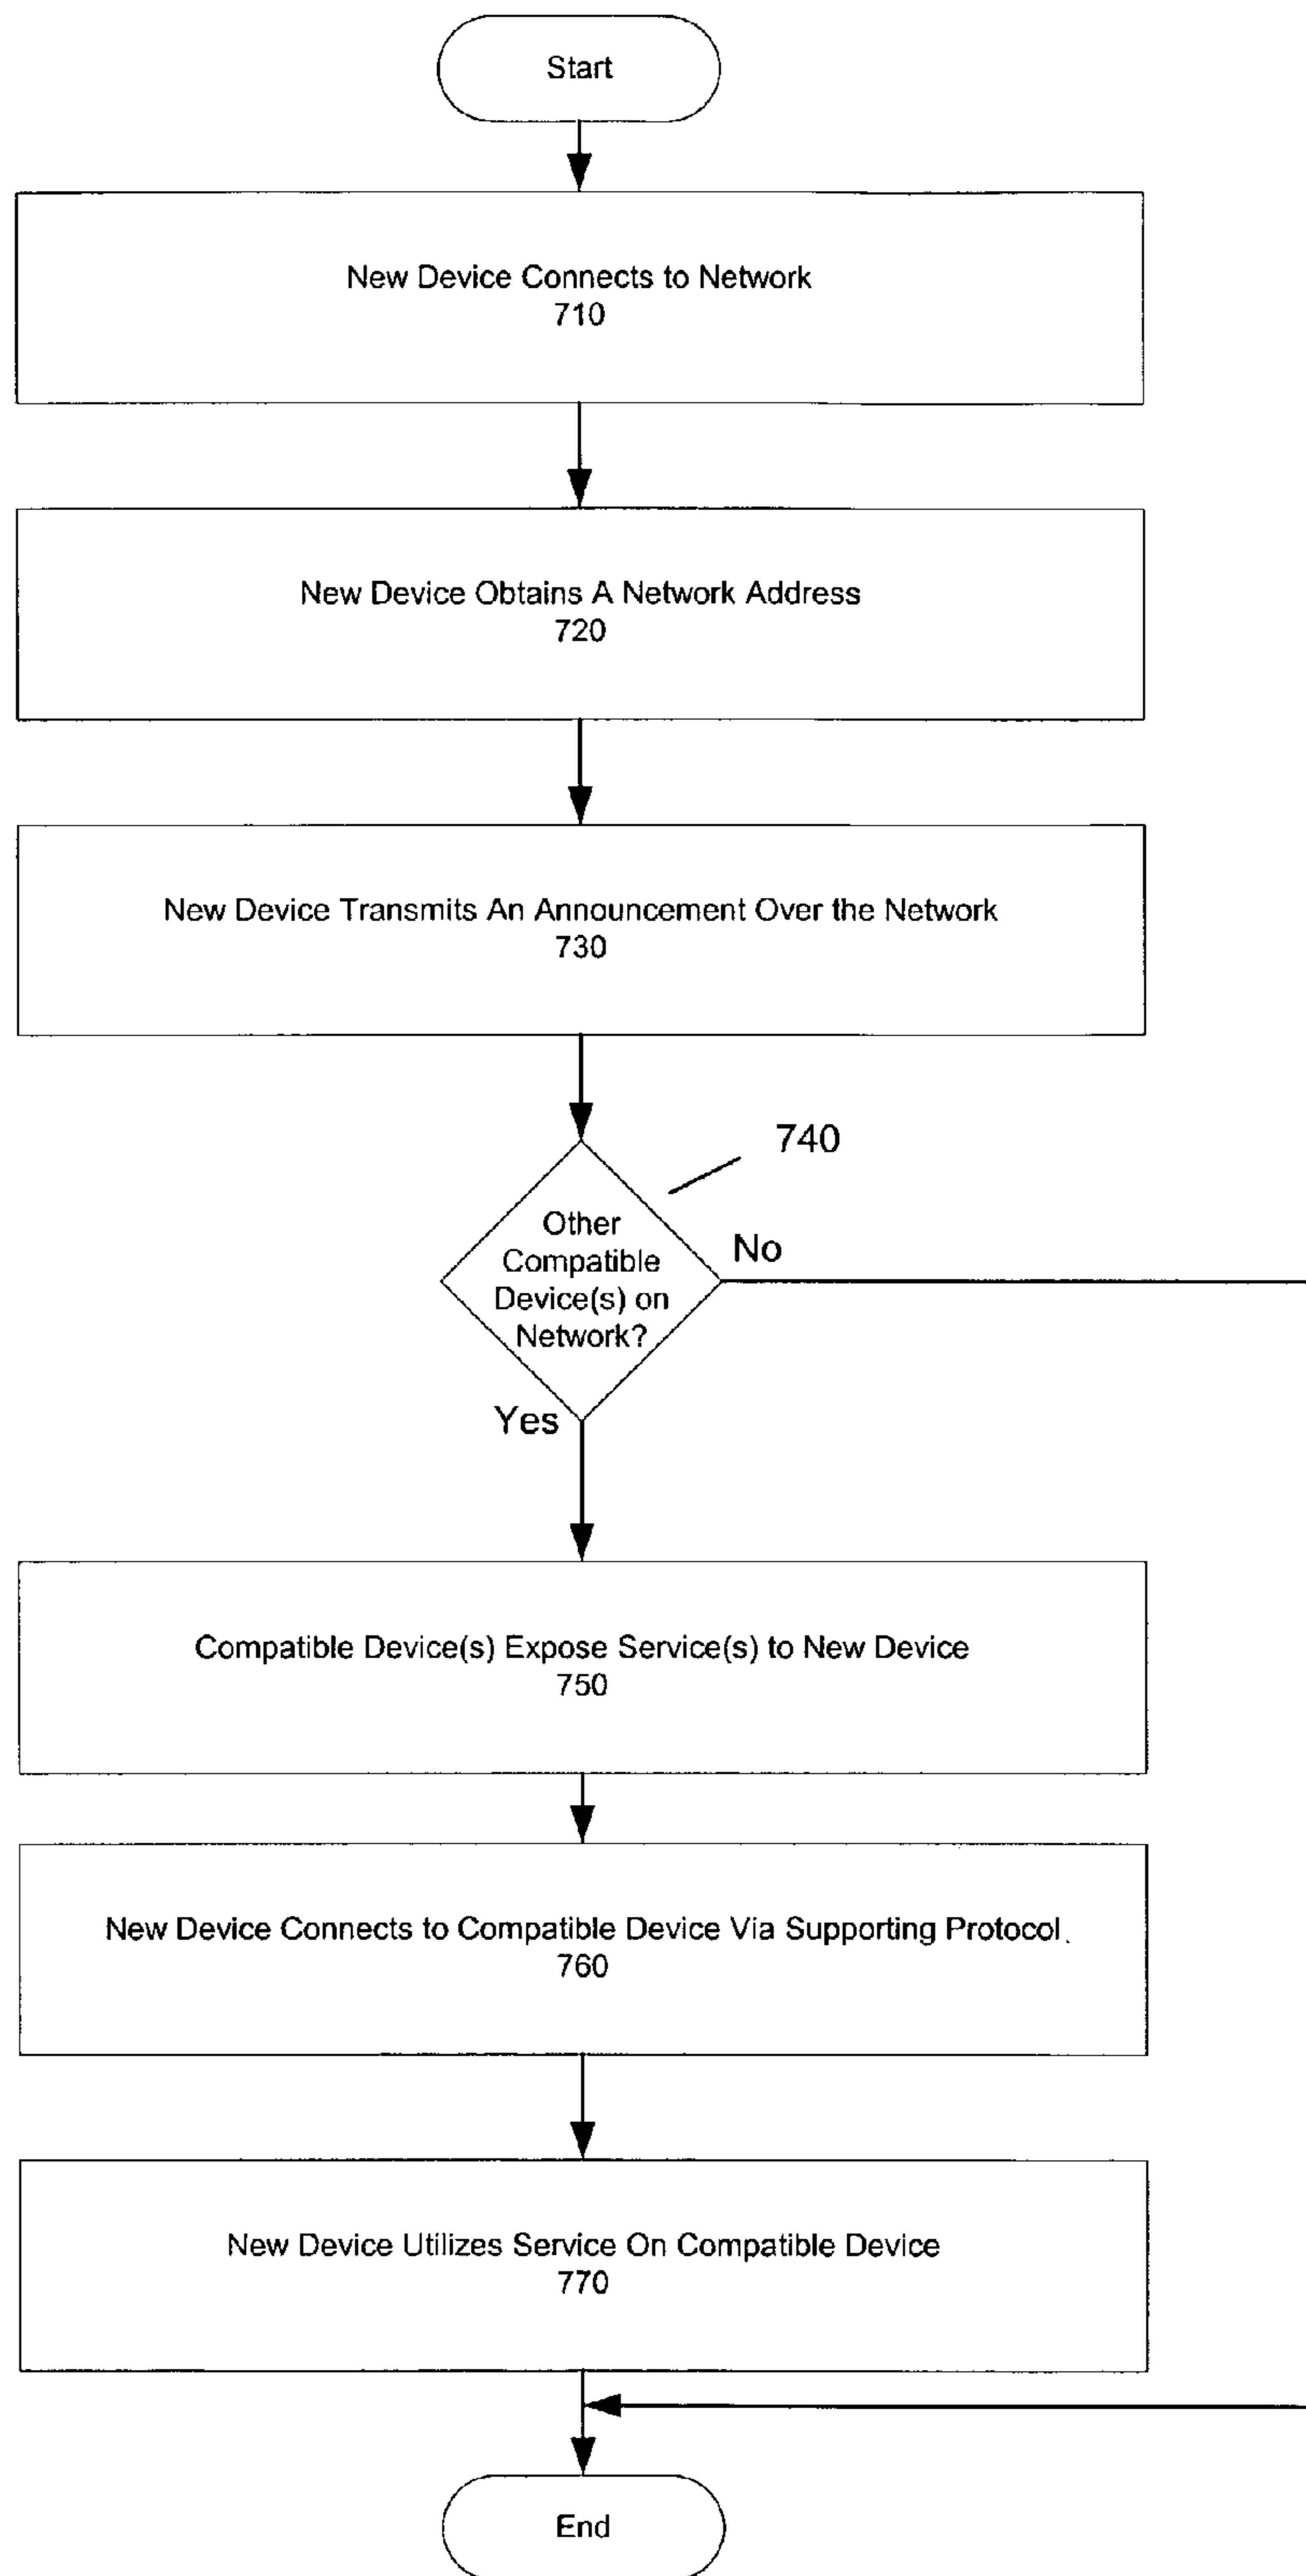 Start
New Device Connects to Network
710
New Device Obtains A Network Address
720
New Device Transmits An Announcement Over the Network
730
740
Other
Compatible
Device(s) on
Network?
No
Yes
Compatible Device(s) Expose Service(s) to New Device
750
New Device Connects to Compatible Device Via Supporting Protocol.
760
New Device Utilizes Service On Compatible Device
770
End